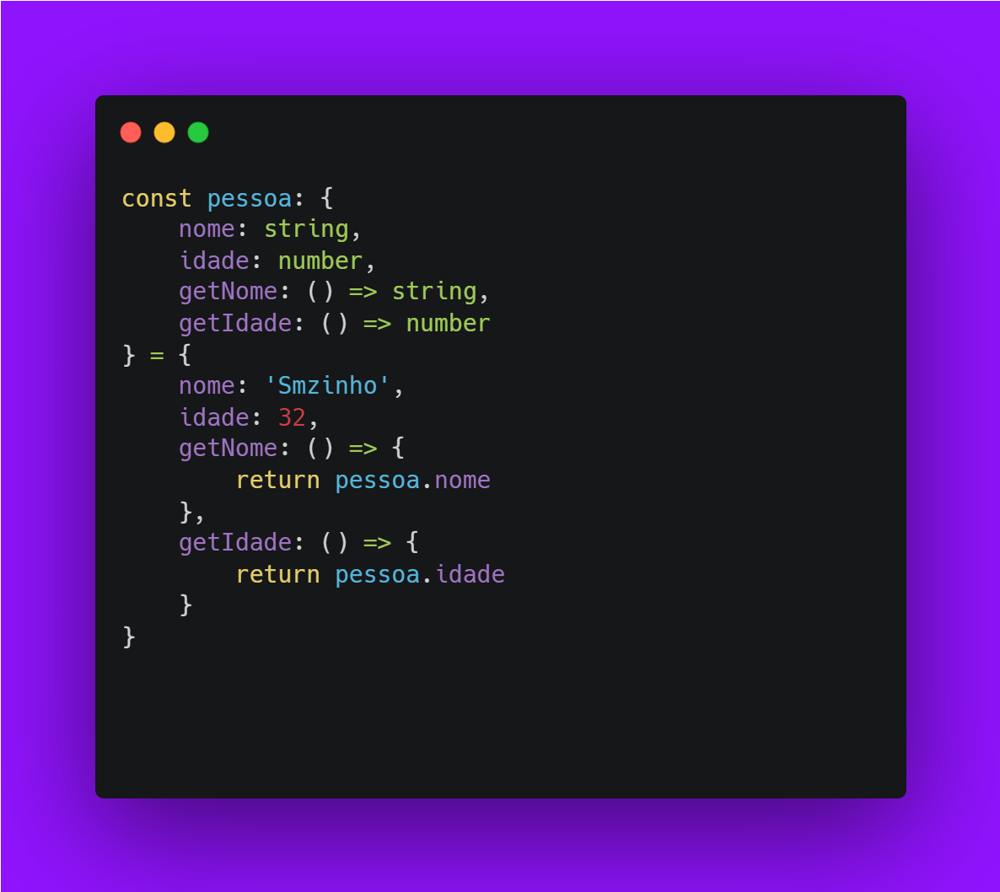 const pessoa: {
    nome: string,
    idade: number,
    getNome: () => string,
    getIdade: () => number
} = {
    nome: 'Smzinho',
    idade: 32,
    getNome: () => {
        return pessoa.nome
    },
    getIdade: () => {
        return pessoa.idade
    }
}